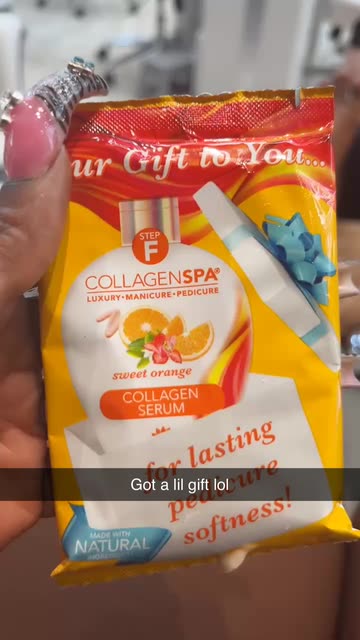 ur Gift to You...
STEP
F
COLLAGENSPA®
LUXURY•MANICURE•PEDICURE
sweet orange
COLLAGEN
SERUM
for lasting
Got a lil gift lol
pedicure
softness!
MADE WITH
NATURAL